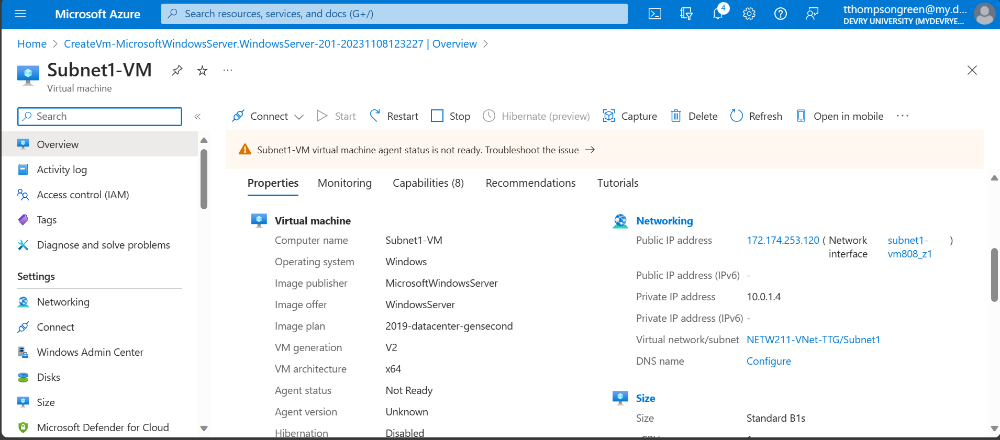 Microsoft Azure
Search resources, services, and docs (G+/)
4
tthompsongreen@my.d...
DEVRY UNIVERSITY (MYDEVRYE...
Home > CreateVm-MicrosoftWindowsServer.WindowsServer-201-20231108123227 | Overview >
Subnet1-VM
...
Virtual machine
Search
«
Connect
Start
Restart
Stop
Hibernate (preview)
Capture
Delete
Refresh
Open in mobile
...
Overview
Activity log
Access control (IAM)
Tags
Diagnose and solve problems
Settings
Networking
Connect
Windows Admin Center
Disks
Size
Microsoft Defender for Cloud
Subnet1-VM virtual machine agent status is not ready. Troubleshoot the issue →
Properties
Monitoring
Capabilities (8)
Recommendations
Tutorials
Virtual machine
Computer name Subnet1-VM
Operating system Windows
Image publisher MicrosoftWindowsServer
Image offer WindowsServer
Image plan 2019-datacenter-gensecond
VM generation V2
VM architecture x64
Agent status Not Ready
Agent version Unknown
Hibernation Disabled
Networking
Public IP address 172.174.253.120 ( Network subnet1- )
interface vm808_z1
Public IP address (IPv6) -
Private IP address 10.0.1.4
Private IP address (IPv6) -
Virtual network/subnet NETW211-VNet-TTG/Subnet1
DNS name Configure
Size
Size Standard B1s